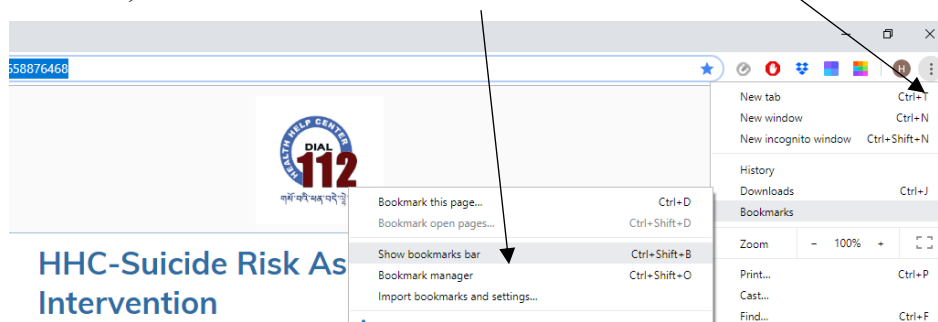 558876468
H
New tab Ctrl+T
New window Ctrl+N
New incognito window Ctrl+Shift+N
History
Downloads Ctrl+J
Bookmarks
Zoom - 100% +
Print... Ctrl+P
Cast...
Find... Ctrl+F
HEALTH HELP CENTER
DIAL
112
Bookmark this page... Ctrl+D
Bookmark open pages... Ctrl+Shift+D
Show bookmarks bar Ctrl+Shift+B
Bookmark manager Ctrl+Shift+O
Import bookmarks and settings...
HHC-Suicide Risk As
Intervention